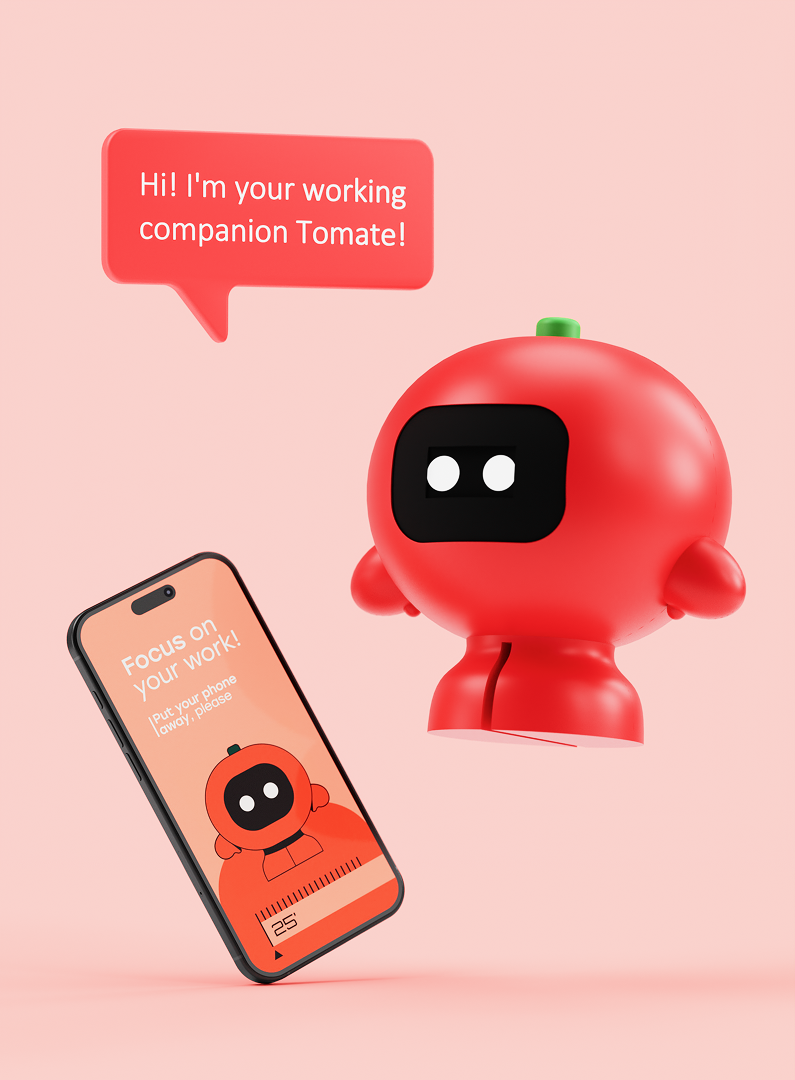 Hi! I'm your working
companion Tomate!
Focus on
your work!
Put your phone
away, please
25'